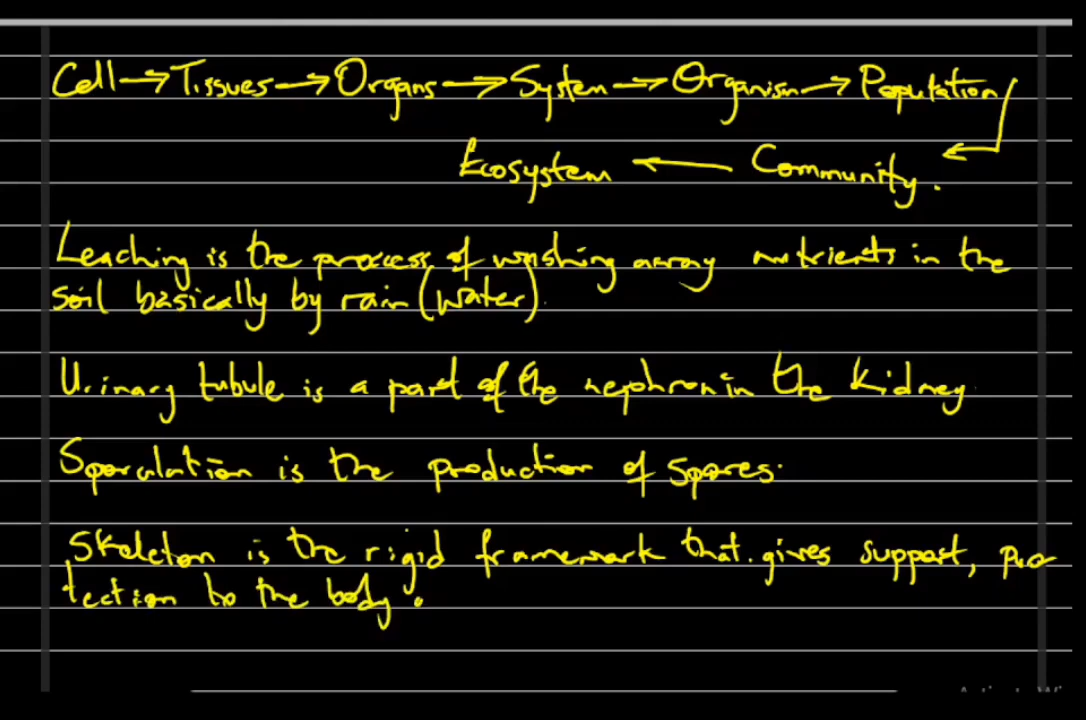 Cell → Tissues → Organs → System → Organism → Population
Ecosystem ← Community.
Leaching is the process of washing away nutrients in the
soil basically by rain (water).
Urinary tubule is a part of the nephron in the kidney
Sporulation is the production of spores.
Skeleton is the rigid framework that gives support, pro
tection to the body.